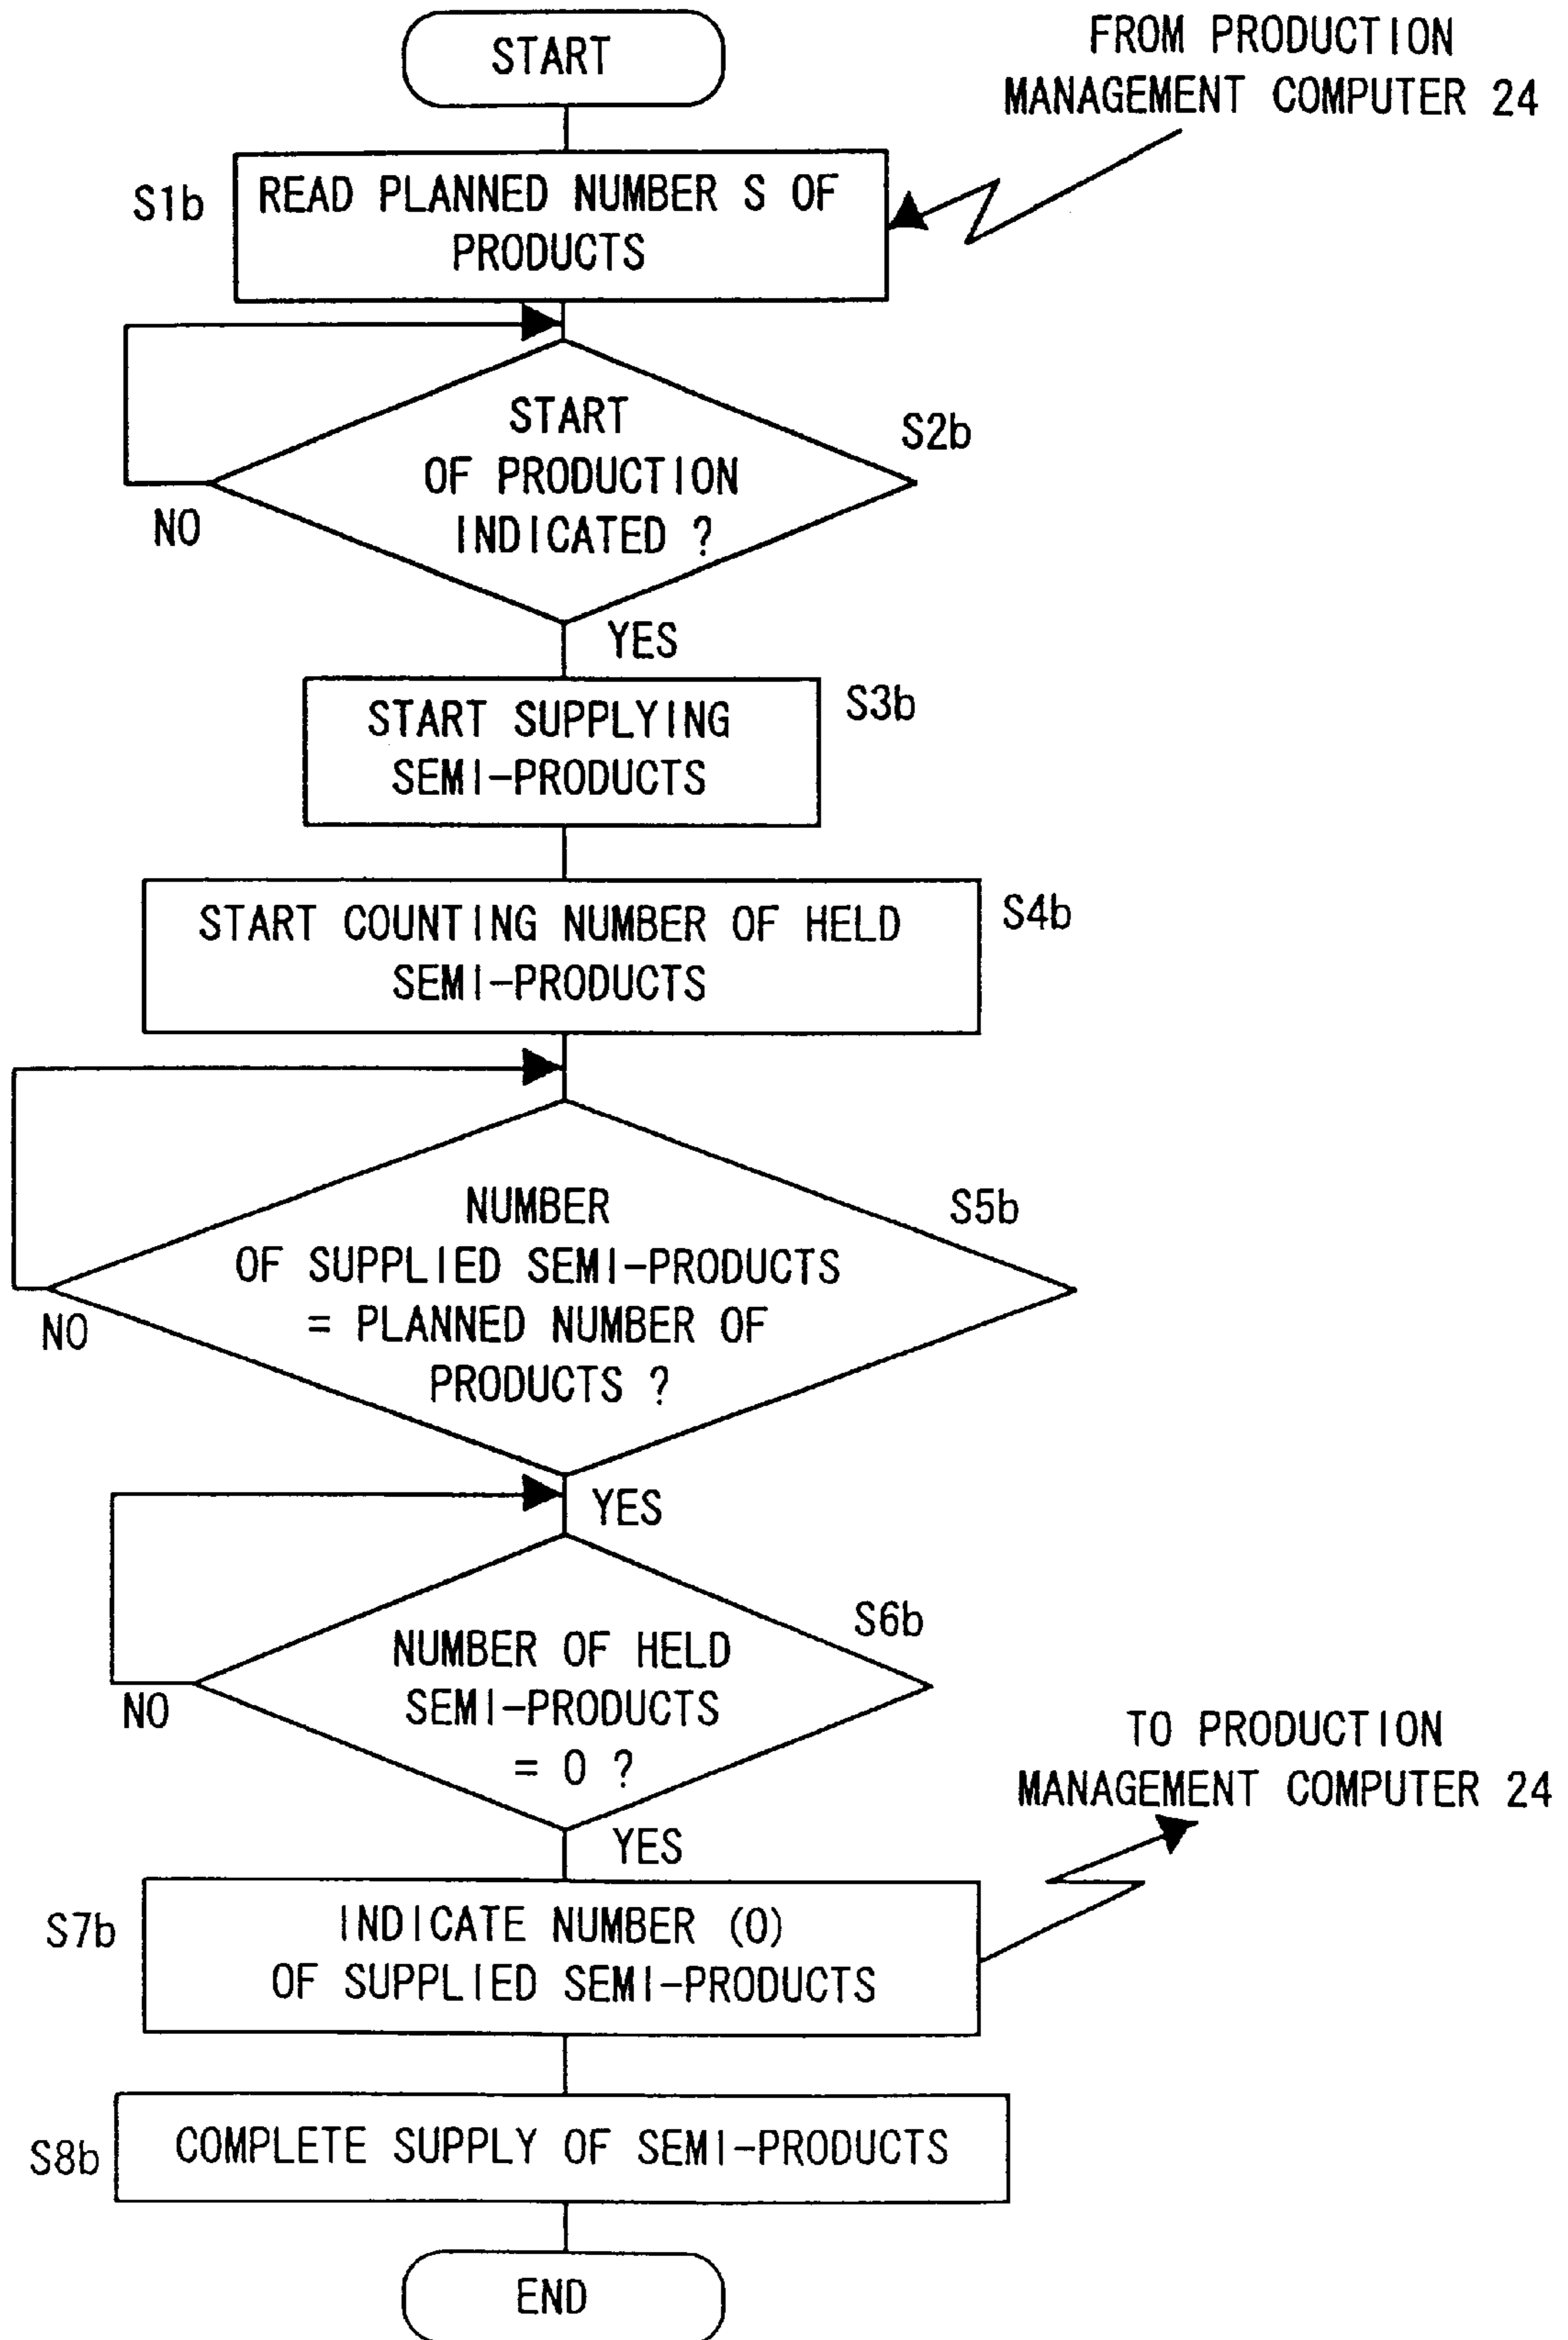 START
FROM PRODUCTION
MANAGEMENT COMPUTER 24
S1b
READ PLANNED NUMBER S OF
PRODUCTS
START
OF PRODUCTION
INDICATED ?
S2b
NO
YES
START SUPPLYING
SEMI-PRODUCTS
S3b
START COUNTING NUMBER OF HELD
SEMI-PRODUCTS
S4b
NUMBER
OF SUPPLIED SEMI-PRODUCTS
= PLANNED NUMBER OF
PRODUCTS ?
S5b
NO
YES
NUMBER OF HELD
SEMI-PRODUCTS
= 0 ?
S6b
NO
YES
TO PRODUCTION
MANAGEMENT COMPUTER 24
S7b
INDICATE NUMBER (0)
OF SUPPLIED SEMI-PRODUCTS
S8b
COMPLETE SUPPLY OF SEMI-PRODUCTS
END